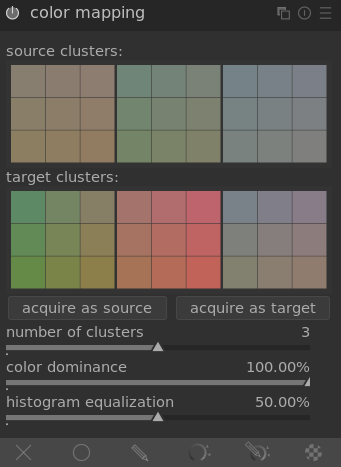 color mapping
source clusters:
target clusters:
acquire as source acquire as target
number of clusters 3
color dominance 100.00%
histogram equalization 50.00%